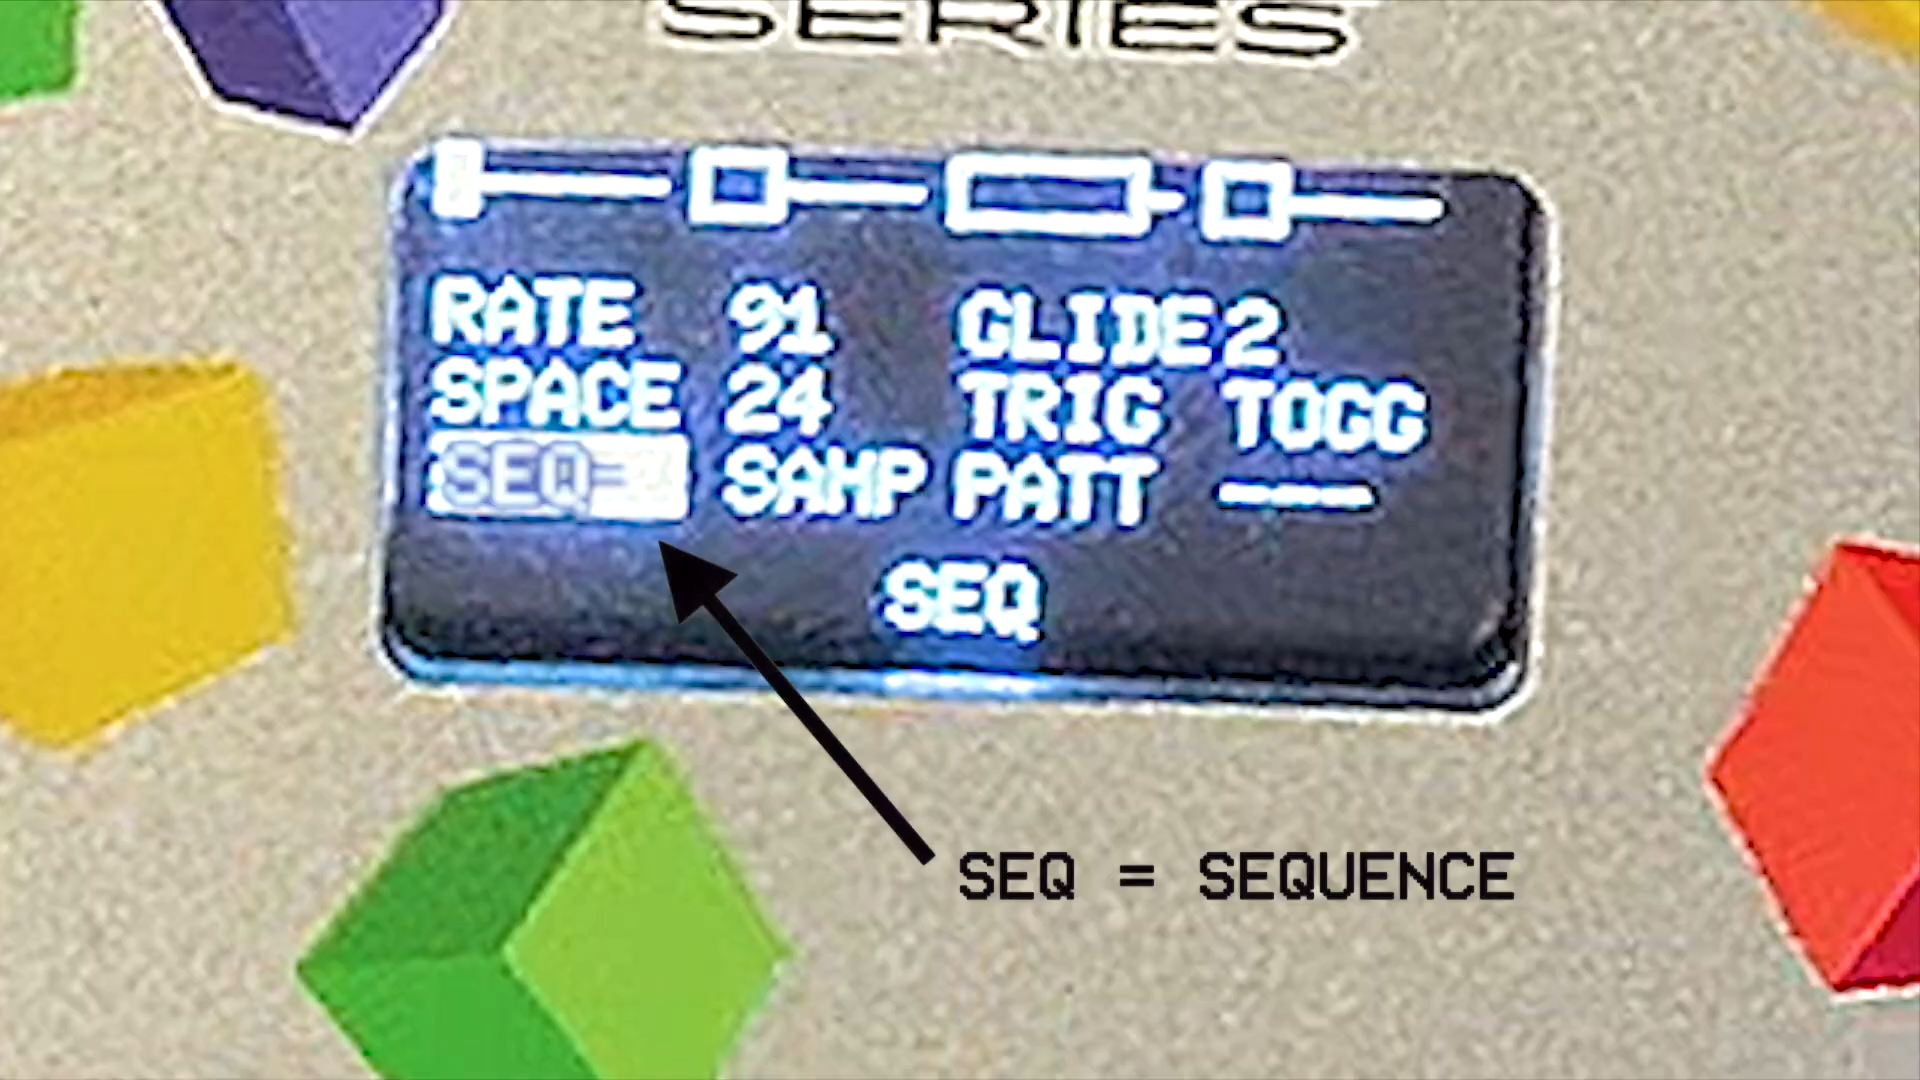 SERIES
RATE 91 GLIDE 2
SPACE 24 TRIG TOGG
SEQ SAMP PATT ----
SEQ
SEQ = SEQUENCE